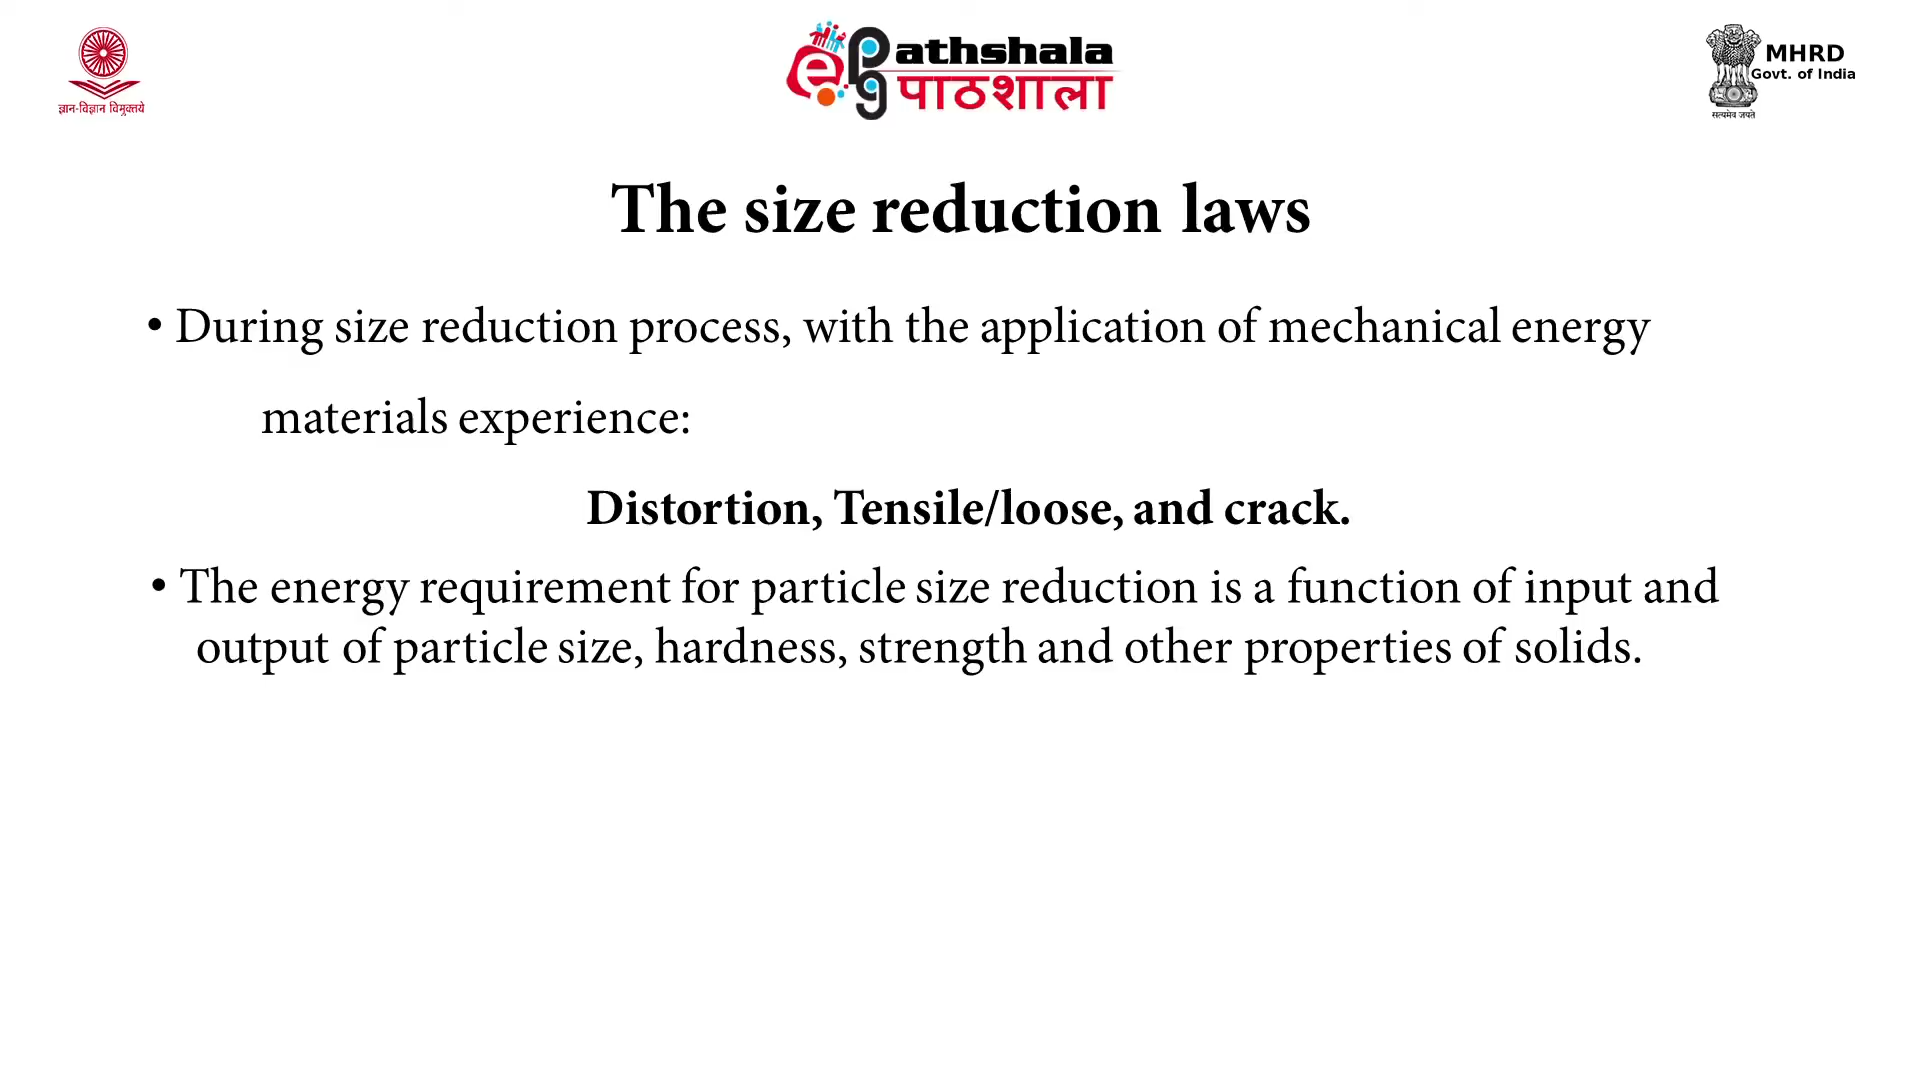 ज्ञान-विज्ञान विमुक्तये
e pg Pathshala
पाठशाला
MHRD
Govt. of India
सत्यमेव जयते
The size reduction laws
• During size reduction process, with the application of mechanical energy
materials experience:
Distortion, Tensile/loose, and crack.
• The energy requirement for particle size reduction is a function of input and
output of particle size, hardness, strength and other properties of solids.